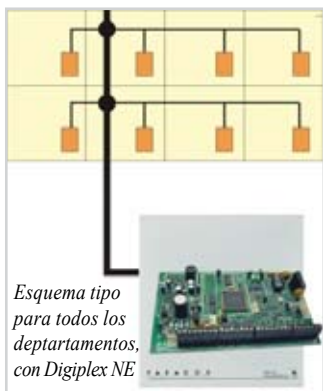 Esquema tipo
para todos los
deptartamentos,
con Digiplex NE
PARADOX